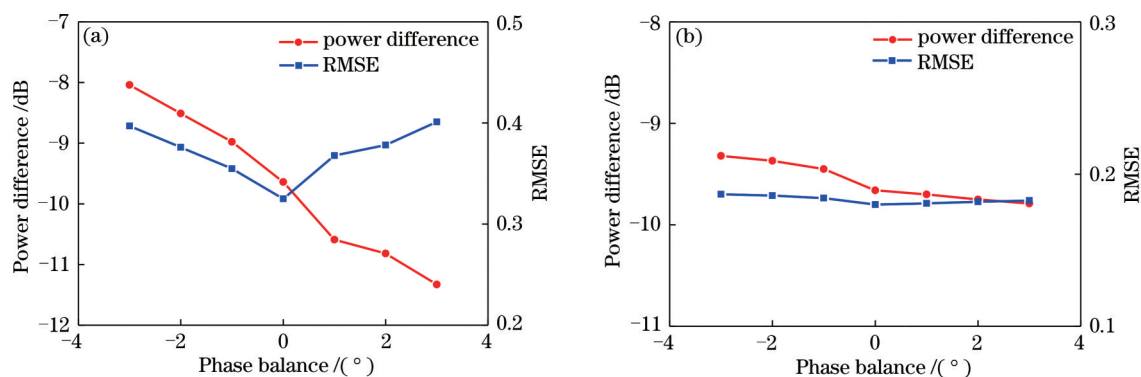 (a)
power difference
RMSE
−7
−8
−9
−10
−11
−12
Power difference /dB
0.5
0.4
0.3
0.2
RMSE
−4
−2
0
2
4
Phase balance /( ° )
(b)
power difference
RMSE
−8
−9
−10
−11
Power difference /dB
0.3
0.2
0.1
RMSE
−4
−2
0
2
4
Phase balance /( ° )